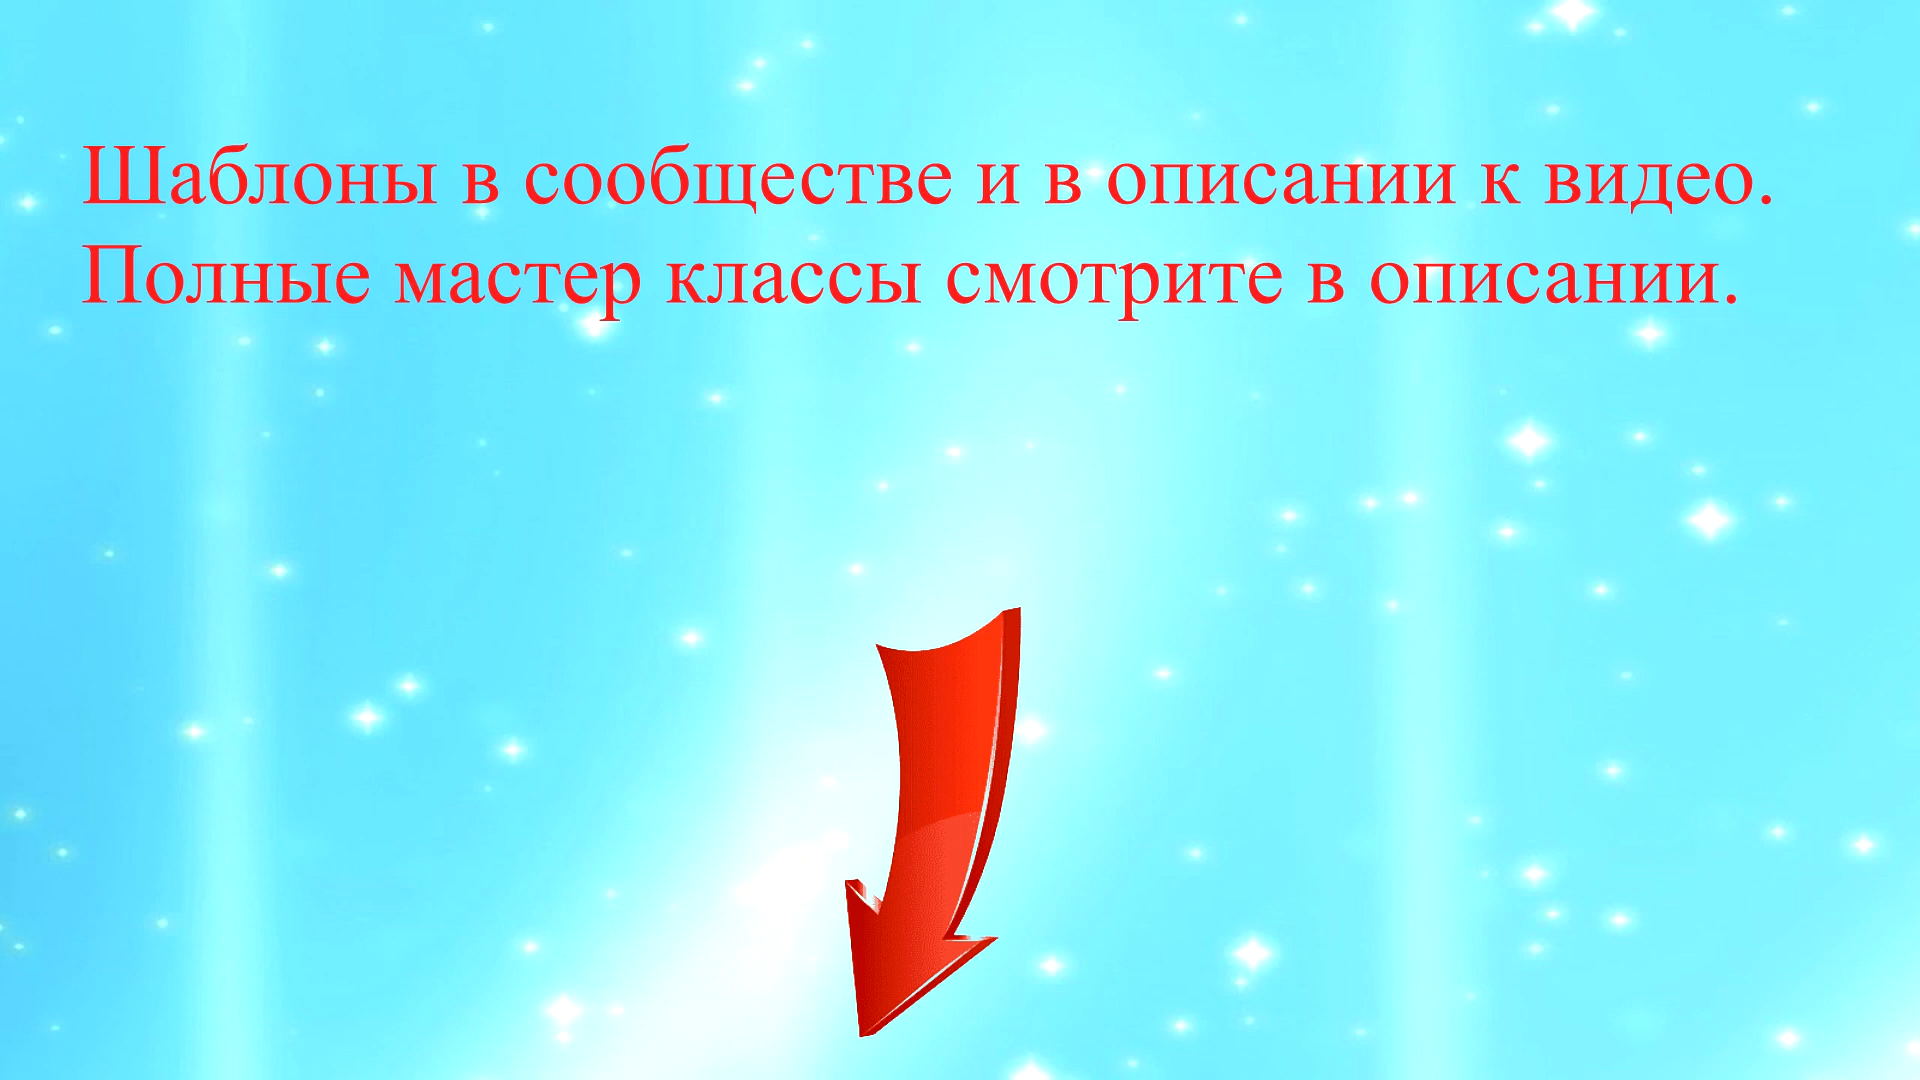 Шаблоны в сообществе и в описании к видео.
Полные мастер классы смотрите в описании.